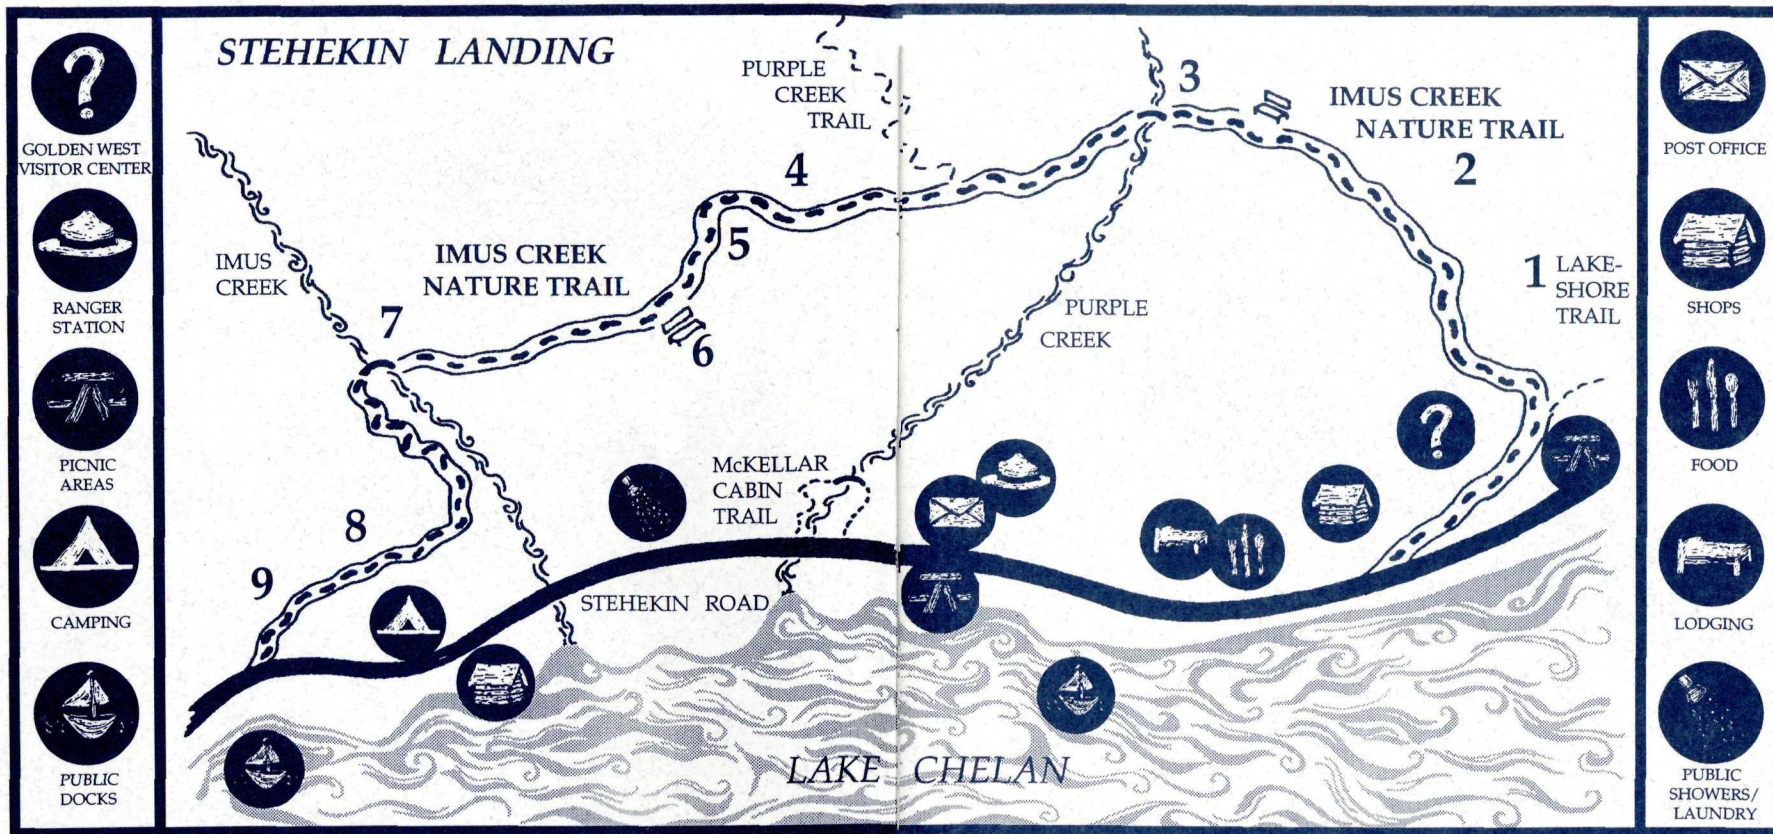 STEHEKIN LANDING
GOLDEN WEST
VISITOR CENTER
RANGER
STATION
PICNIC
AREAS
CAMPING
PUBLIC
DOCKS
PURPLE
CREEK
TRAIL
3
IMUS CREEK
NATURE TRAIL
2
4
5
IMUS CREEK
NATURE TRAIL
IMUS
CREEK
7
6
1
LAKE-
SHORE
TRAIL
PURPLE
CREEK
?
McKELLAR
CABIN
TRAIL
8
9
STEHEKIN ROAD
LAKE CHELAN
?
POST OFFICE
SHOPS
FOOD
LODGING
PUBLIC
SHOWERS/
LAUNDRY